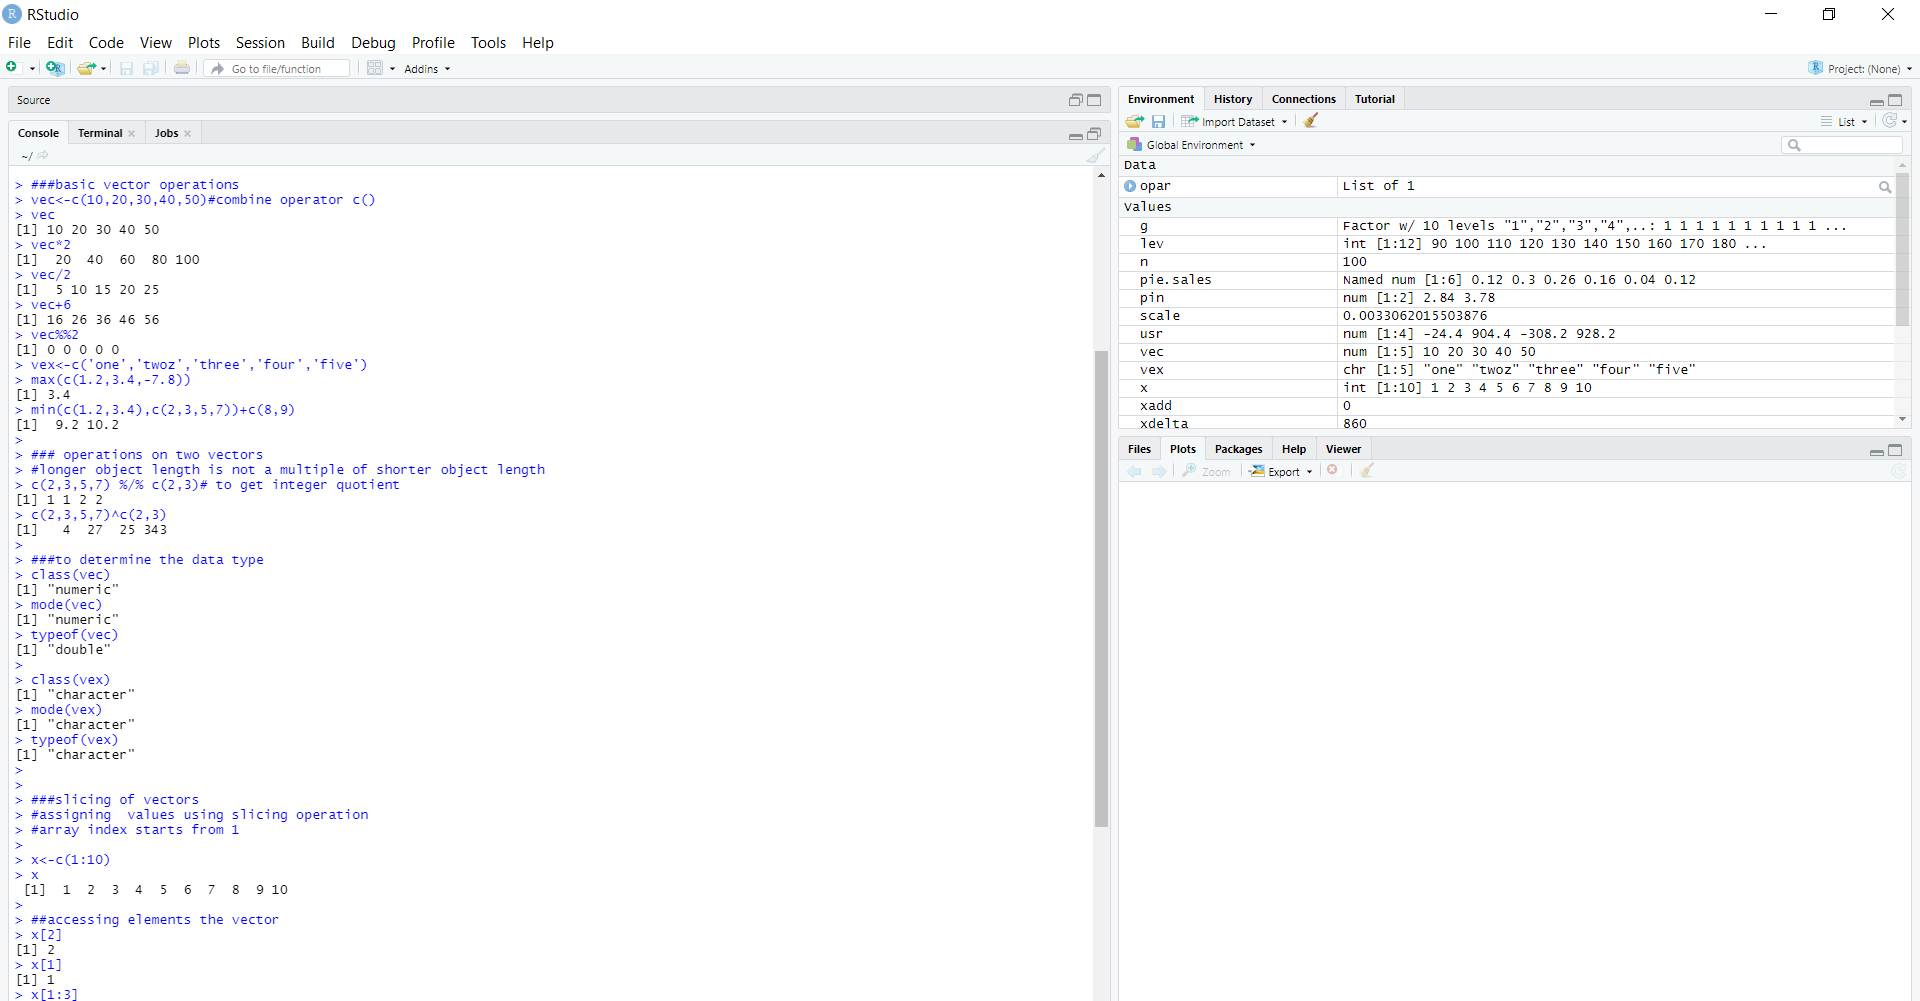 RStudio
File Edit Code View Plots Session Build Debug Profile Tools Help
Go to file/function Addins Project: (None)
Source
Console Terminal Jobs
~/
> ###basic vector operations
> vec<-c(10,20,30,40,50)#combine operator c()
> vec
[1] 10 20 30 40 50
> vec*2
[1]  20  40  60  80 100
> vec/2
[1]  5 10 15 20 25
> vec+6
[1] 16 26 36 46 56
> vec%%2
[1] 0 0 0 0 0
> vex<-c('one','twoz','three','four','five')
> max(c(1.2,3.4,-7.8))
[1] 3.4
> min(c(1.2,3.4),c(2,3,5,7))+c(8,9)
[1]  9.2 10.2
>
> ### operations on two vectors
> #longer object length is not a multiple of shorter object length
> c(2,3,5,7) %/% c(2,3)# to get integer quotient
[1] 1 1 2 2
> c(2,3,5,7)^c(2,3)
[1]   4  27  25 343
>
> ###to determine the data type
> class(vec)
[1] "numeric"
> mode(vec)
[1] "numeric"
> typeof(vec)
[1] "double"
>
> class(vex)
[1] "character"
> mode(vex)
[1] "character"
> typeof(vex)
[1] "character"
>
>
> ###slicing of vectors
> #assigning  values using slicing operation
> #array index starts from 1
>
> x<-c(1:10)
> x
 [1]  1  2  3  4  5  6  7  8  9 10
>
> ##accessing elements the vector
> x[2]
[1] 2
> x[1]
[1] 1
> x[1:3]
Environment History Connections Tutorial
Import Dataset List
Global Environment
Data
opar List of 1
Values
g Factor w/ 10 levels "1","2","3","4",..: 1 1 1 1 1 1 1 1 1 1 ...
lev int [1:12] 90 100 110 120 130 140 150 160 170 180 ...
n 100
pie.sales Named num [1:6] 0.12 0.3 0.26 0.16 0.04 0.12
pin num [1:2] 2.84 3.78
scale 0.0033062015503876
usr num [1:4] -24.4 904.4 -308.2 928.2
vec num [1:5] 10 20 30 40 50
vex chr [1:5] "one" "twoz" "three" "four" "five"
x int [1:10] 1 2 3 4 5 6 7 8 9 10
xadd 0
xdelta 860
Files Plots Packages Help Viewer
Zoom Export